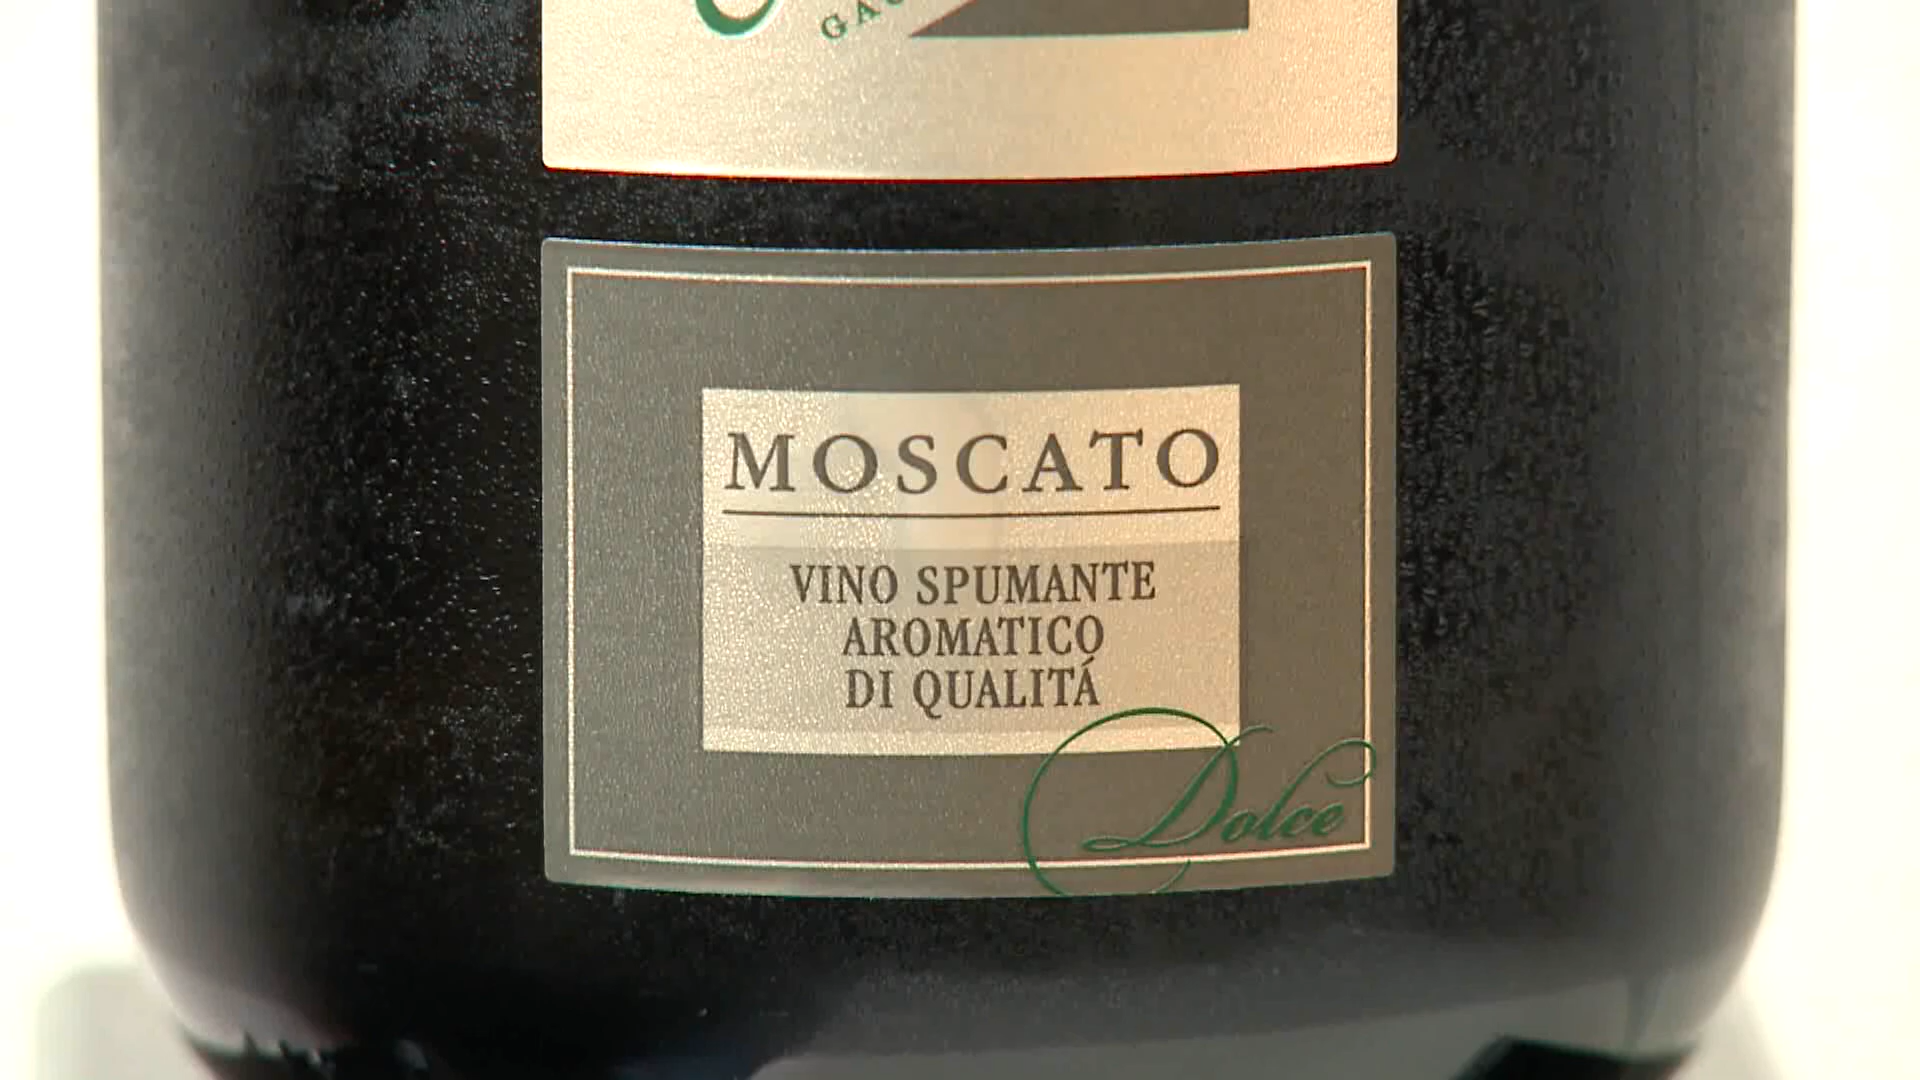 MOSCATO
VINO SPUMANTE
AROMATICO
DI QUALITÁ
Dolce